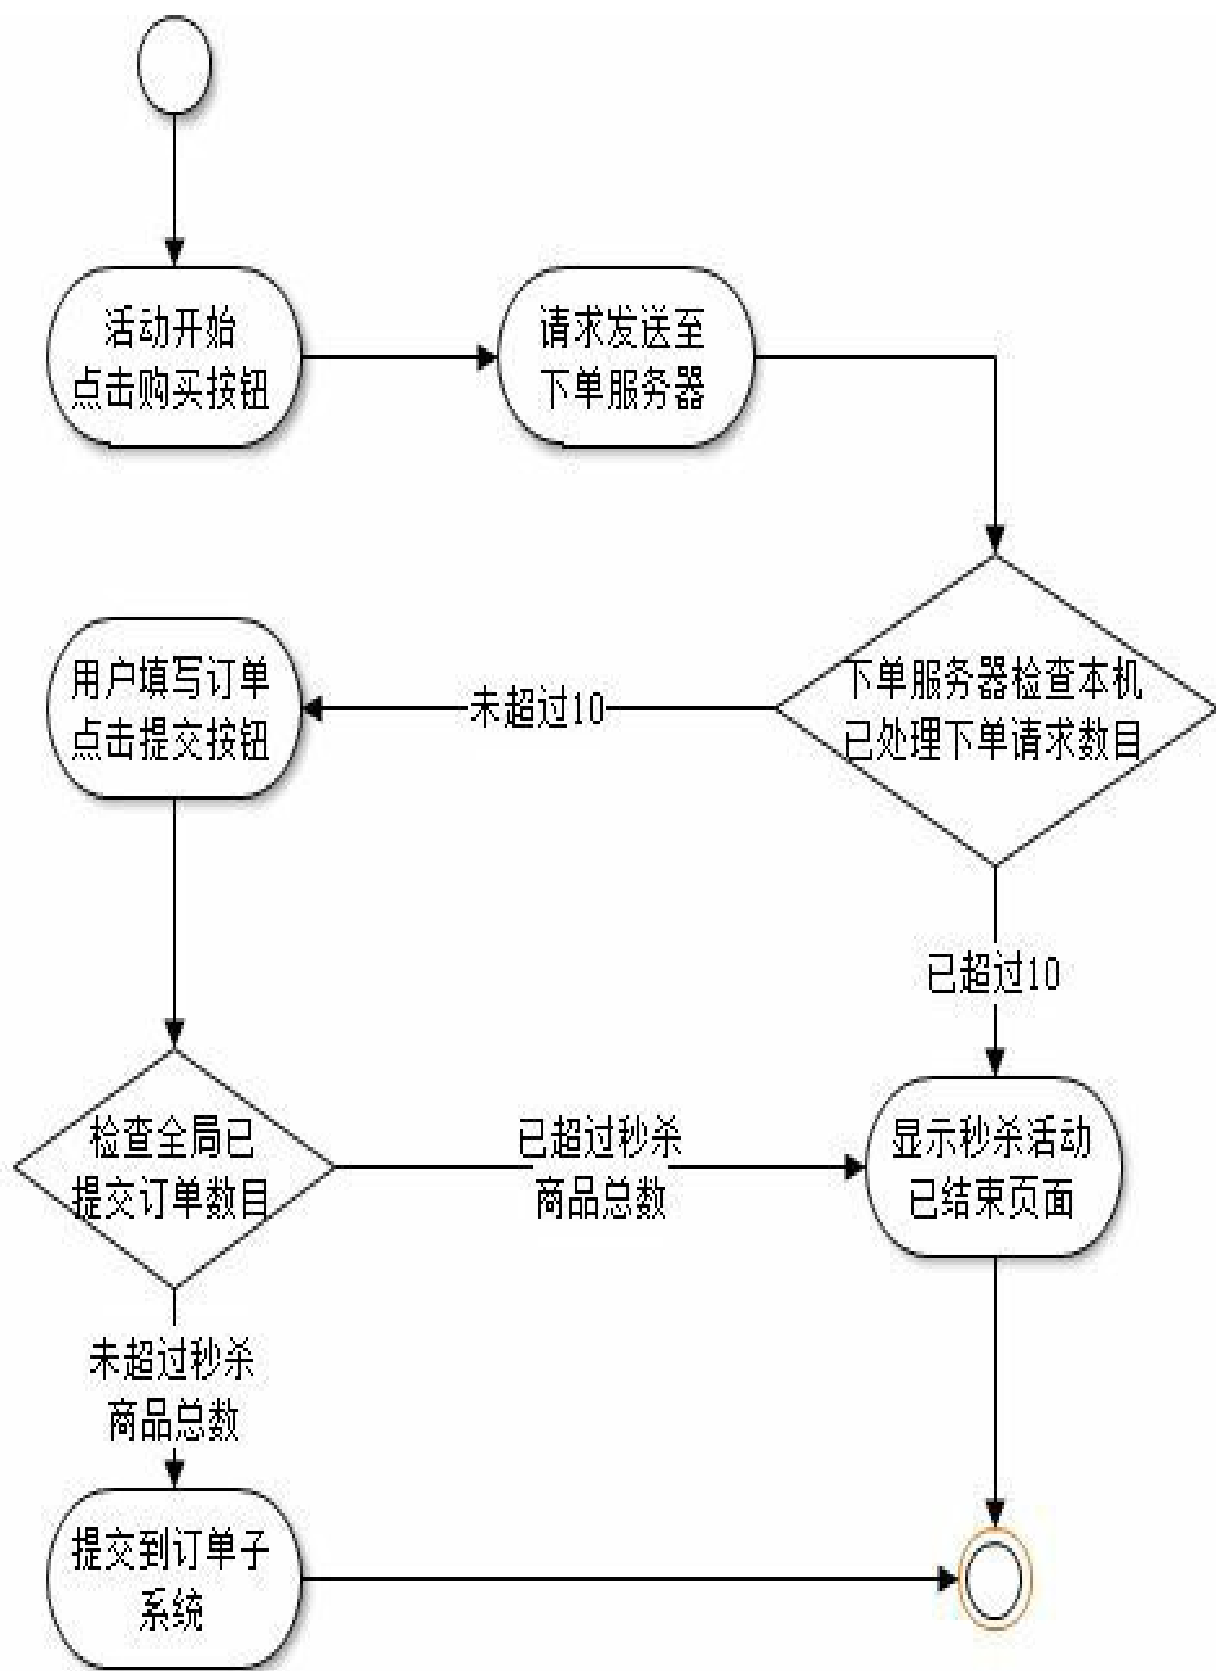 活动开始
点击购买按钮
请求发送至
下单服务器
下单服务器检查本机
已处理下单请求数目
未超过10
用户填写订单
点击提交按钮
已超过10
检查全局已
提交订单数目
已超过秒杀
商品总数
显示秒杀活动
已结束页面
未超过秒杀
商品总数
提交到订单子
系统